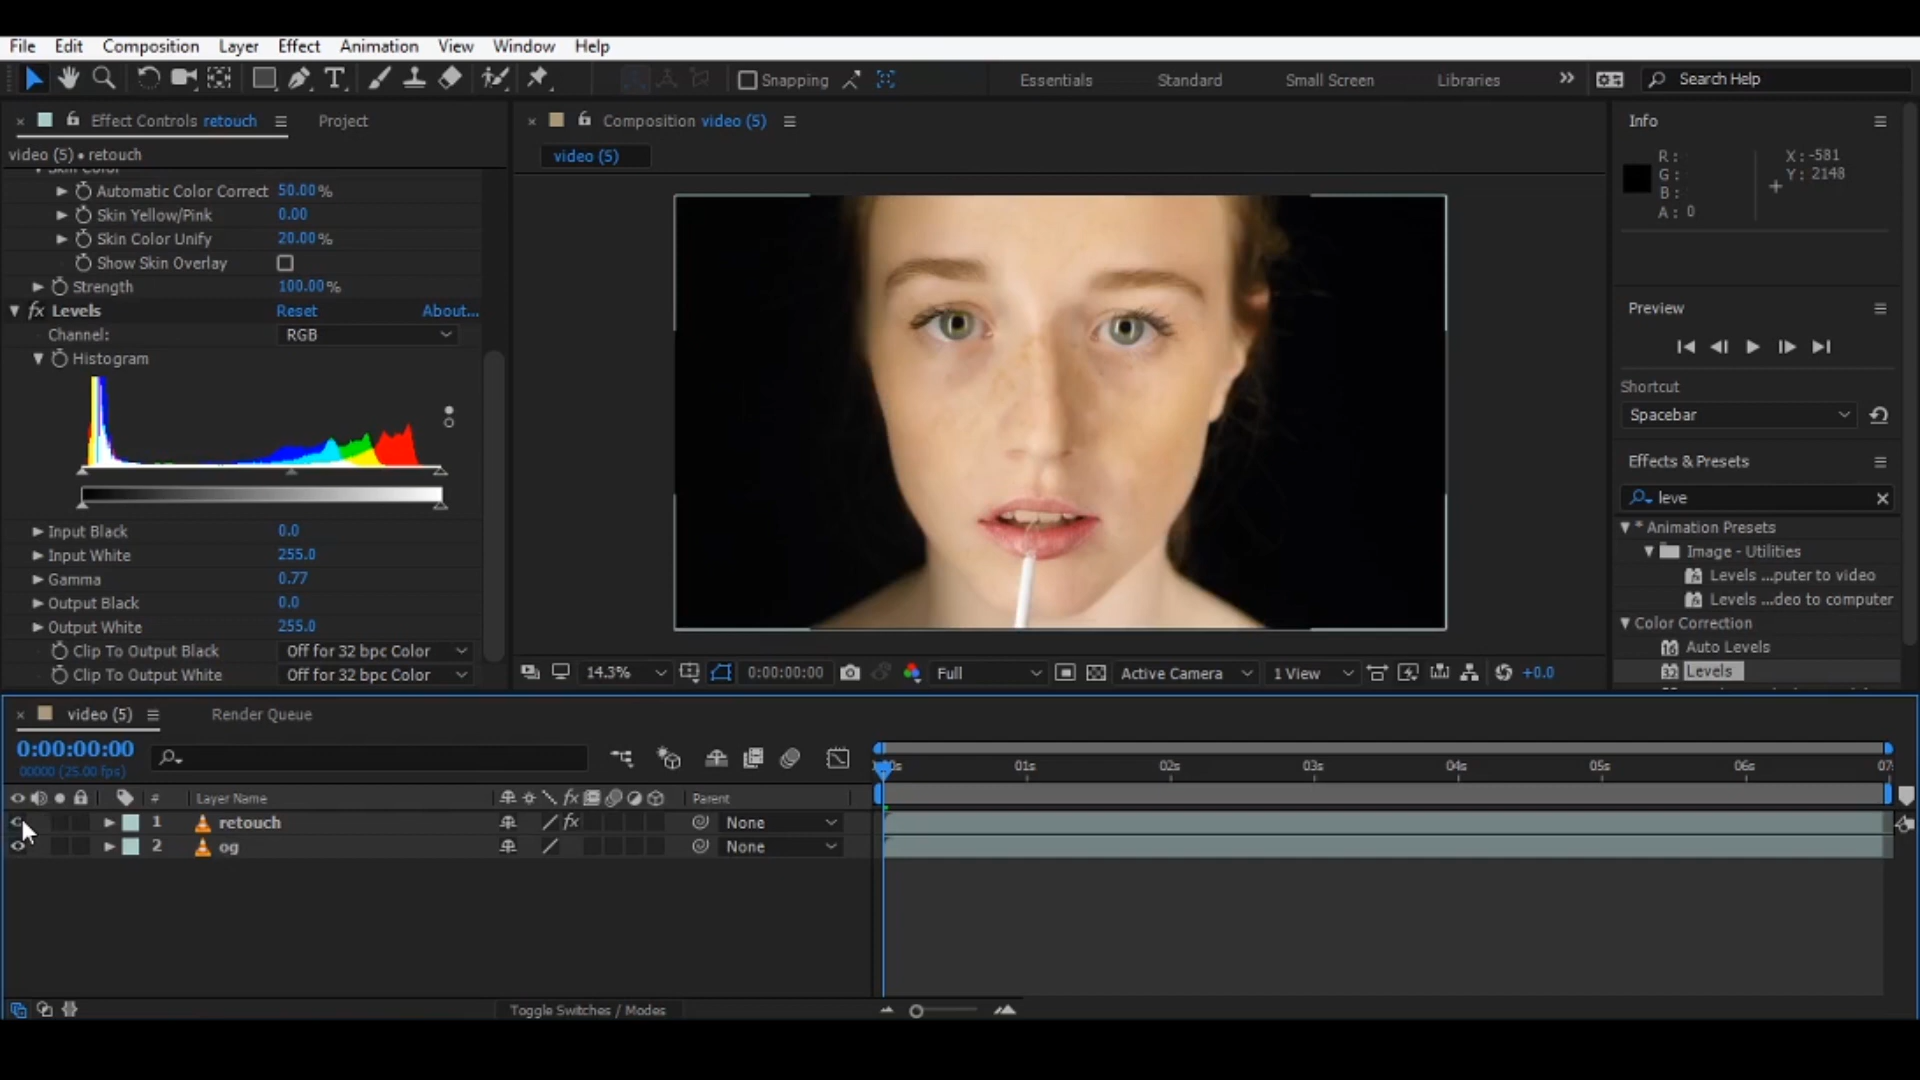 File Edit Composition Layer Effect Animation View Window Help
Snapping Essentials Standard Small Screen Libraries Search Help
Effect Controls retouch Project
video (5) • retouch
Skin Color
Automatic Color Correct 50.00 %
Skin Yellow/Pink 0.00
Skin Color Unify 20.00 %
Show Skin Overlay
Strength 100.00 %
fx Levels Reset About...
Channel: RGB
Histogram
Input Black 0.0
Input White 255.0
Gamma 0.77
Output Black 0.0
Output White 255.0
Clip To Output Black Off for 32 bpc Color
Clip To Output White Off for 32 bpc Color
Composition video (5)
video (5)
14.3% 0:00:00:00 Full Active Camera 1 View +0.0
Info
R : X : -581
G : Y : 2148
B :
A : 0
Preview
Shortcut
Spacebar
Effects & Presets
leve
* Animation Presets
Image - Utilities
Levels ...puter to video
Levels ...deo to computer
Color Correction
Auto Levels
Levels
video (5) Render Queue
0:00:00:00
00000 (25.00 fps)
01s 02s 03s 04s 05s 06s
# Layer Name fx Parent
1 retouch fx None
2 og None
Toggle Switches / Modes